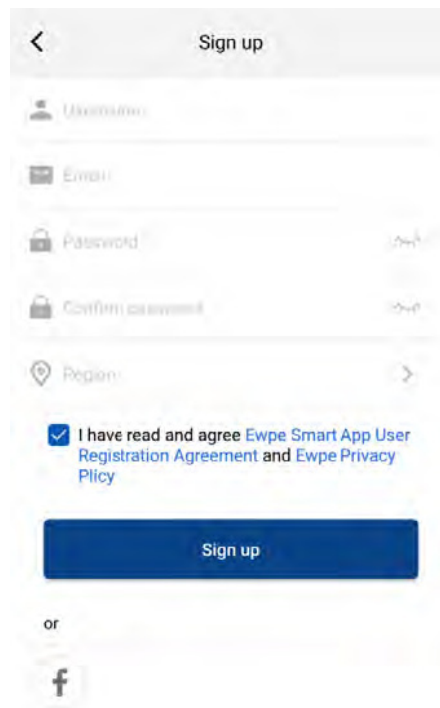 Sign up
Username
Email
Password
Confirm password
Region
I have read and agree Ewpe Smart App User
Registration Agreement and Ewpe Privacy
Plicy
Sign up
or
f